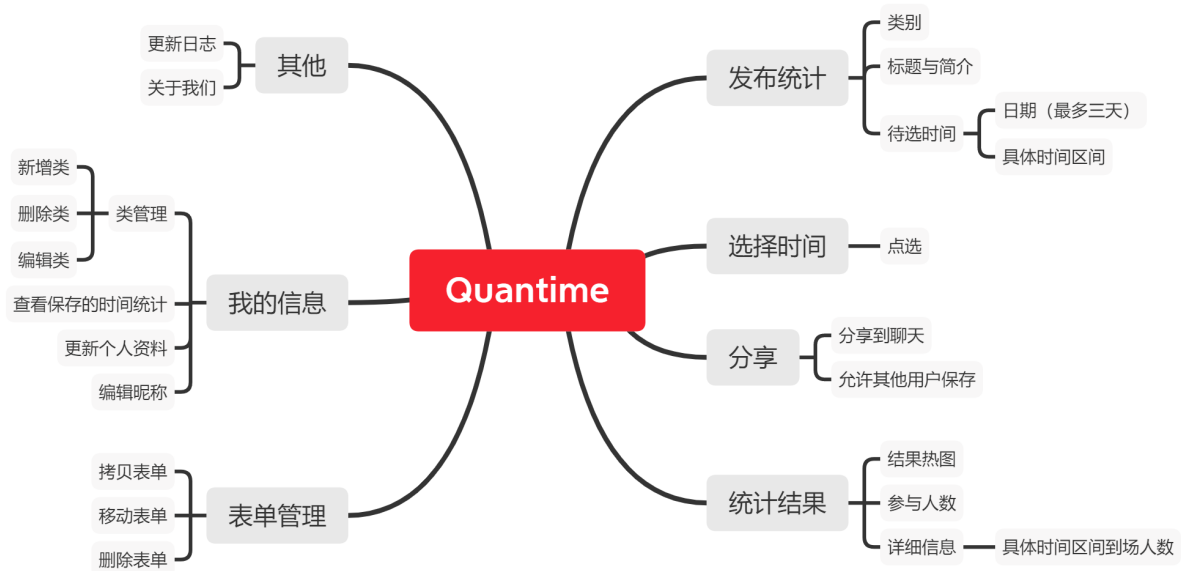 Quantime
发布统计
类别
标题与简介
待选时间
日期（最多三天）
具体时间区间
选择时间
点选
分享
分享到聊天
允许其他用户保存
统计结果
结果热图
参与人数
详细信息
具体时间区间到场人数
其他
更新日志
关于我们
我的信息
类管理
新增类
删除类
编辑类
查看保存的时间统计
更新个人资料
编辑昵称
表单管理
拷贝表单
移动表单
删除表单